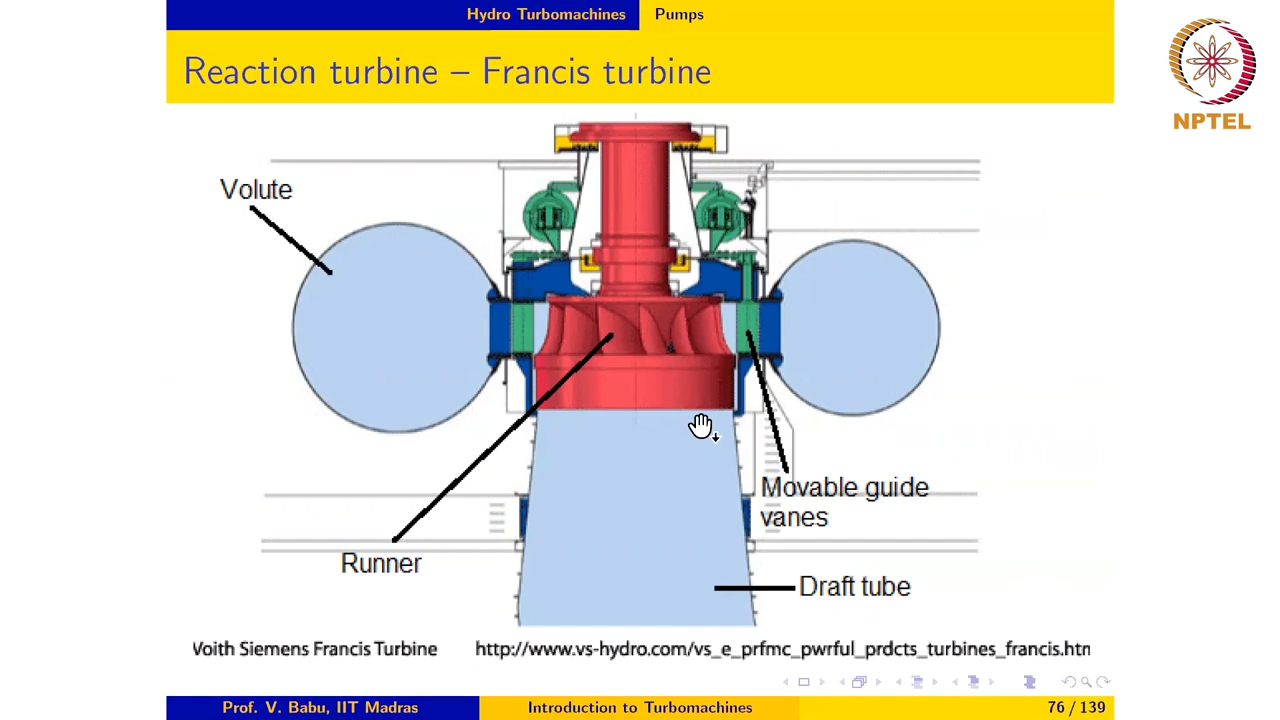 Hydro Turbomachines Pumps
Reaction turbine – Francis turbine
NPTEL
Volute
Movable guide
vanes
Runner
Draft tube
Voith Siemens Francis Turbine http://www.vs-hydro.com/vs_e_prfmc_pwrful_prdcts_turbines_francis.htn
Prof. V. Babu, IIT Madras Introduction to Turbomachines 76 / 139